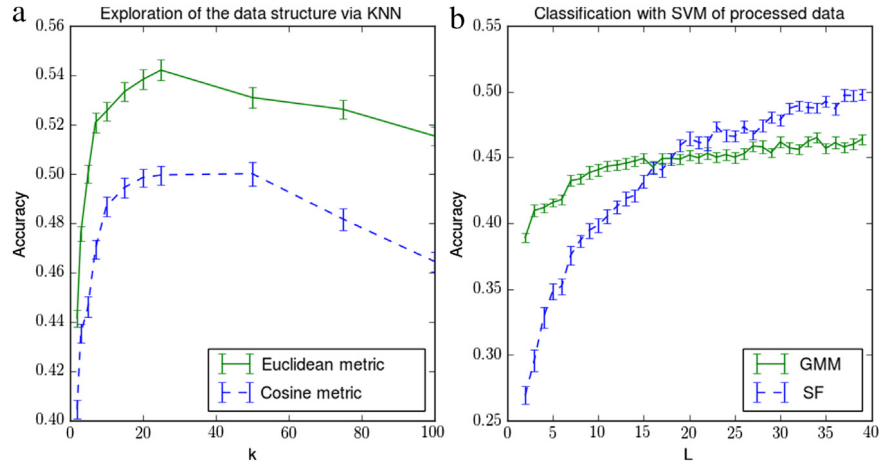 a
Exploration of the data structure via KNN
0.56
0.54
0.52
0.50
0.48
0.46
0.44
0.42
0.40
Accuracy
0
20
40
60
80
100
k
Euclidean metric
Cosine metric
b
Classification with SVM of processed data
0.55
0.50
0.45
0.40
0.35
0.30
0.25
Accuracy
0
5
10
15
20
25
30
35
40
L
GMM
SF